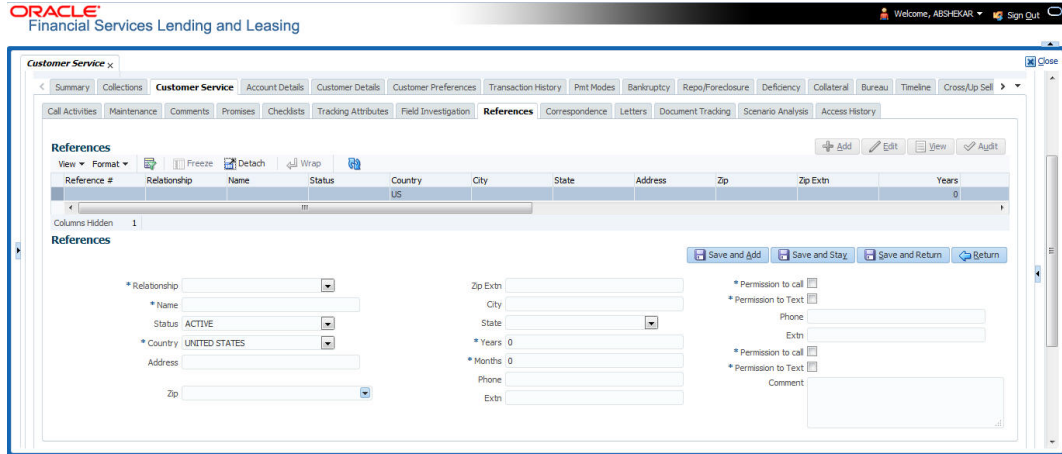 ORACLE
Financial Services Lending and Leasing
Welcome, ABSHEKAR Sign Out
Customer Service x
Close
Summary Collections Customer Service Account Details Customer Details Customer Preferences Transaction History Pmt Modes Bankruptcy Repo/Foreclosure Deficiency Collateral Bureau Timeline Cross/Up Sell
Call Activities Maintenance Comments Promises Checklists Tracking Attributes Field Investigation References Correspondence Letters Document Tracking Scenario Analysis Access History
References
Add Edit View Audit
View Format Freeze Detach Wrap
Reference # Relationship Name Status Country City State Address Zip Zip Extn Years
US 0
Columns Hidden 1
References
Save and Add Save and Stay Save and Return Return
* Relationship
* Name
Status ACTIVE
* Country UNITED STATES
Address
Zip
Zip Extn
City
State
* Years 0
* Months 0
Phone
Extn
* Permission to call
* Permission to Text
Phone
Extn
* Permission to call
* Permission to Text
Comment